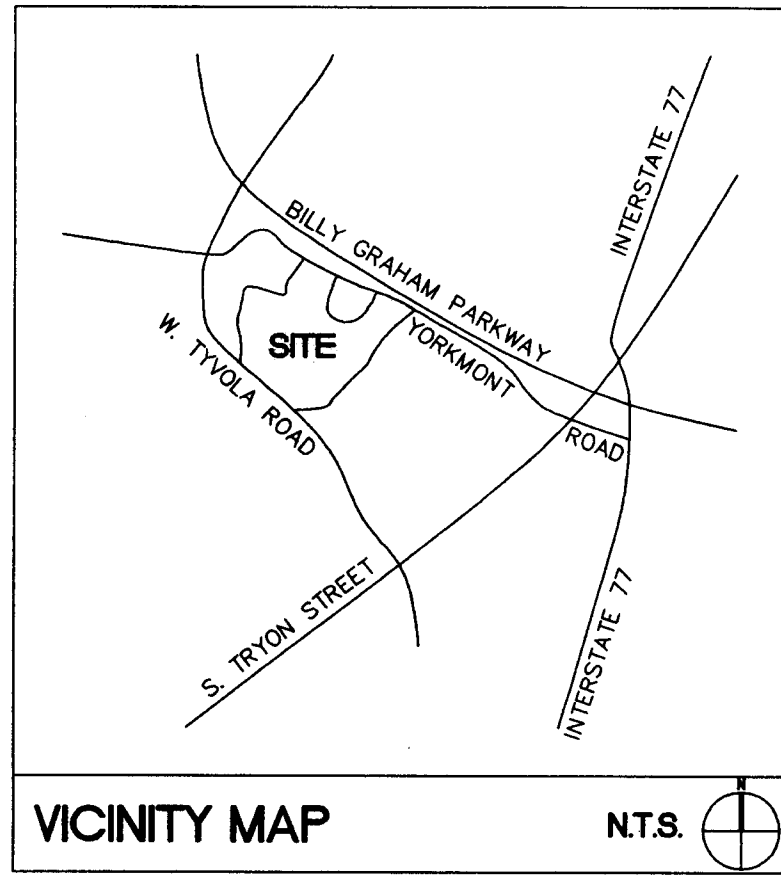 INTERSTATE 77
BILLY GRAHAM PARKWAY
YORKMONT
ROAD
SITE
W. TYVOLA ROAD
S. TRYON STREET
INTERSTATE 77
VICINITY MAP
N.T.S.
N